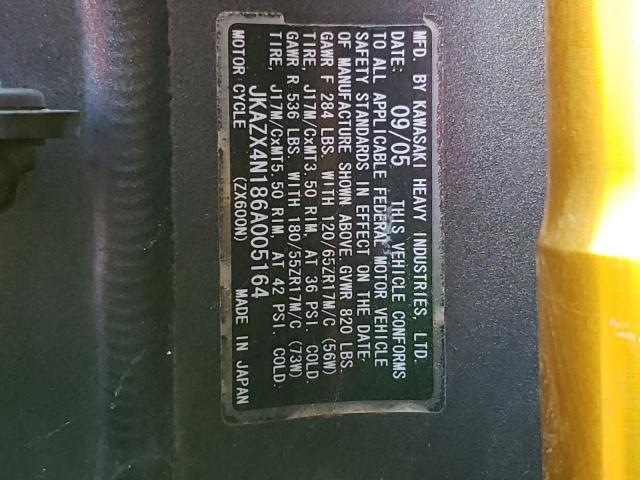 MFD. BY KAWASAKI HEAVY INDUSTRIES, LTD.
DATE: 09/05 THIS VEHICLE CONFORMS
TO ALL APPLICABLE FEDERAL MOTOR VEHICLE
SAFETY STANDARDS IN EFFECT ON THE DATE
OF MANUFACTURE SHOWN ABOVE. GVWR 820 LBS.
GAWR F 284 LBS. WITH 120/65ZR17M/C (56W)
TIRE, J17M/CxMT3.50 RIM, AT 36 PSI. COLD.
GAWR R 536 LBS. WITH 180/55ZR17M/C (73W)
TIRE, J17M/CxMT5.50 RIM, AT 42 PSI. COLD.
JKAZX4N186A005164
MOTOR CYCLE (ZX600N) MADE IN JAPAN